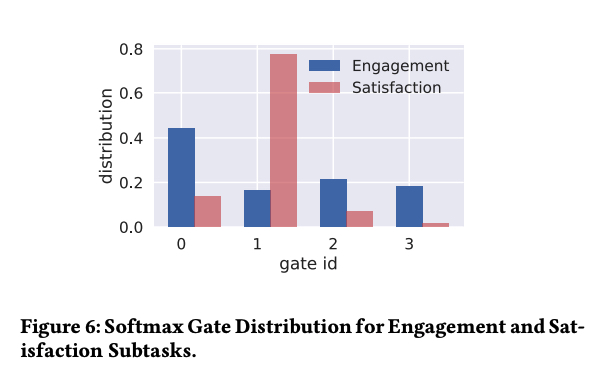 0.8
0.6
0.4
0.2
0.0
distribution
Engagement
Satisfaction
0 1 2 3
gate id
Figure 6: Softmax Gate Distribution for Engagement and Sat-
isfaction Subtasks.